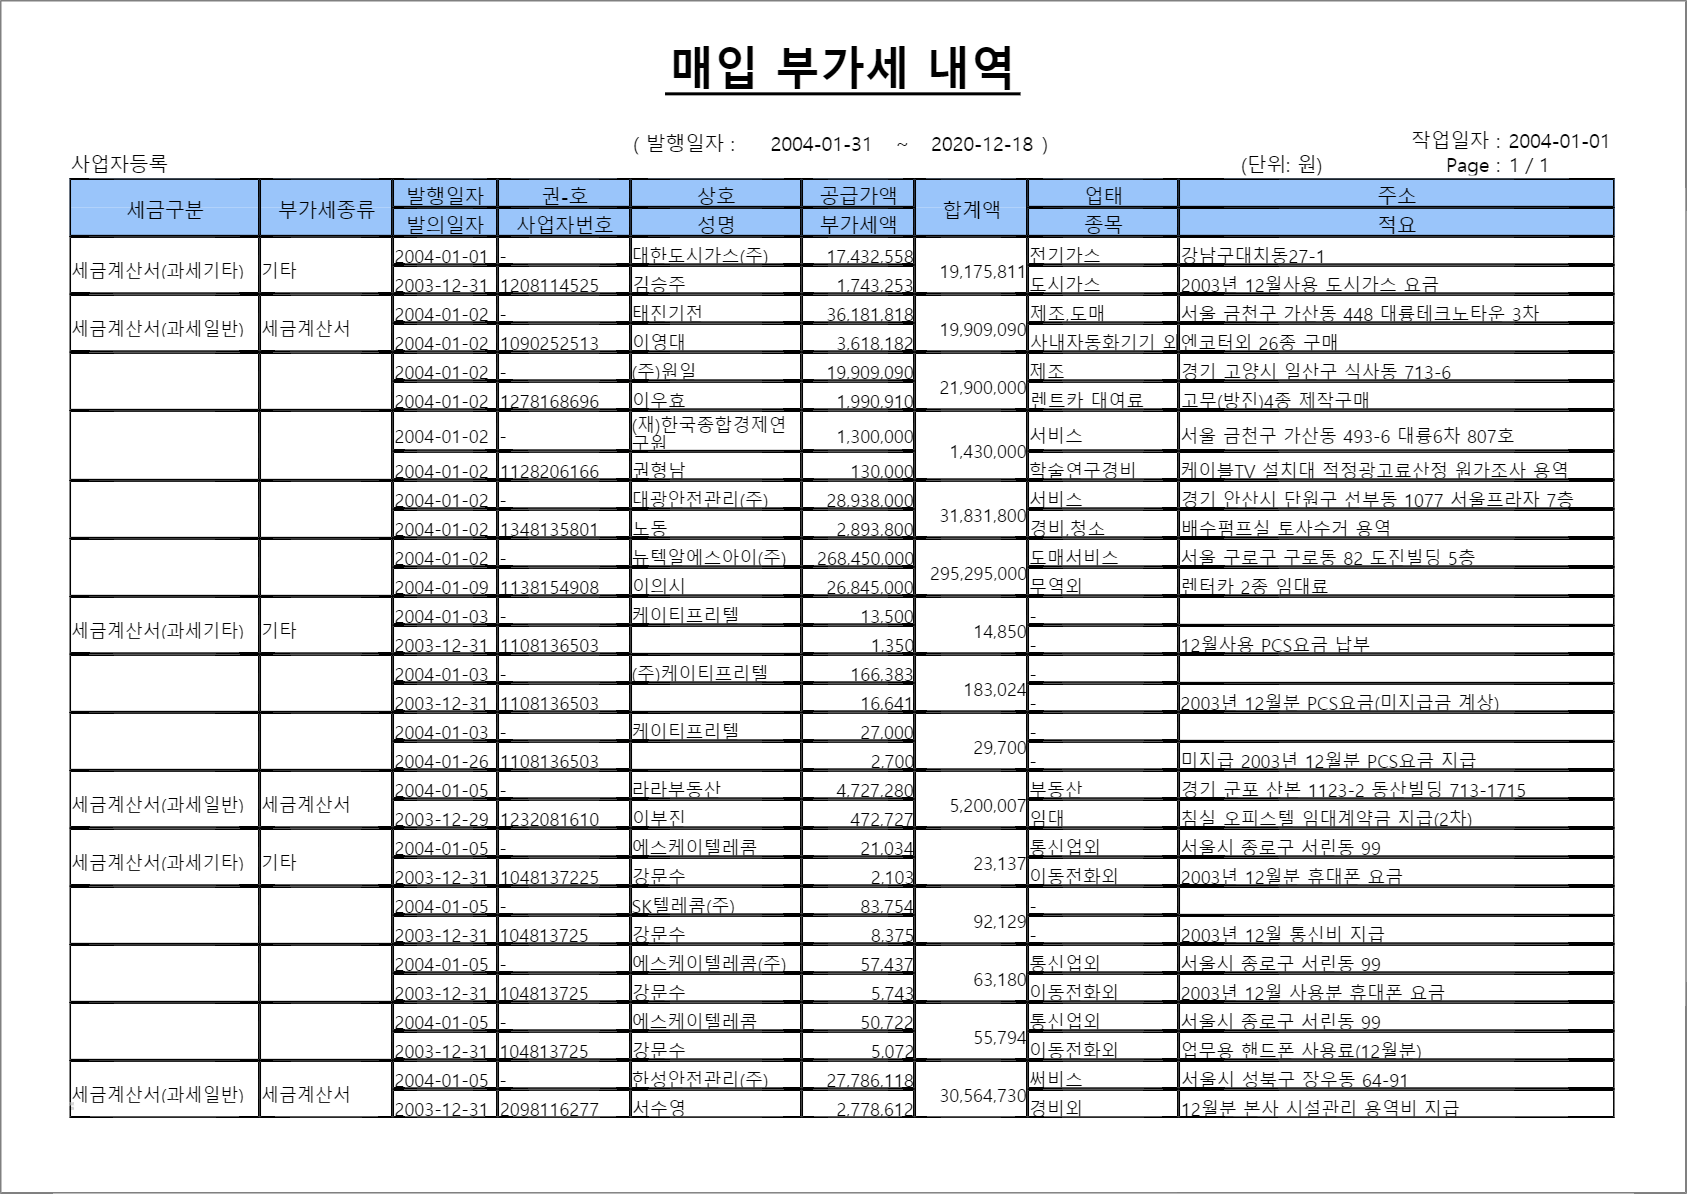 매입 부가세 내역
( 발행일자 : 2004-01-31 ~ 2020-12-18 )
작업일자 : 2004-01-01
사업자등록
(단위: 원)
Page : 1 / 1
세금구분 부가세종류 발행일자 권-호 상호 공급가액 합계액 업태 주소
발의일자 사업자번호 성명 부가세액 종목 적요
세금계산서(과세기타) 기타 2004-01-01 - 대한도시가스(주) 17,432,558 19,175,811 전기가스 강남구대치동27-1
2003-12-31 1208114525 김승주 1,743,253 도시가스 2003년 12월사용 도시가스 요금
세금계산서(과세일반) 세금계산서 2004-01-02 - 태진기전 36,181,818 19,909,090 제조,도매 서울 금천구 가산동 448 대륭테크노타운 3차
2004-01-02 1090252513 이영대 3,618,182 사내자동화기기 외 엔코터외 26종 구매
2004-01-02 - (주)원일 19,909,090 21,900,000 제조 경기 고양시 일산구 식사동 713-6
2004-01-02 1278168696 이우효 1,990,910 렌트카 대여료 고무(방진)4종 제작구매
2004-01-02 - (재)한국종합경제연구원 1,300,000 1,430,000 서비스 서울 금천구 가산동 493-6 대륭6차 807호
2004-01-02 1128206166 권형남 130,000 학술연구경비 케이블TV 설치대 적정광고료산정 원가조사 용역
2004-01-02 - 대광안전관리(주) 28,938,000 31,831,800 서비스 경기 안산시 단원구 선부동 1077 서울프라자 7층
2004-01-02 1348135801 노동 2,893,800 경비,청소 배수펌프실 토사수거 용역
2004-01-02 - 뉴텍알에스아이(주) 268,450,000 295,295,000 도매서비스 서울 구로구 구로동 82 도진빌딩 5층
2004-01-09 1138154908 이의시 26,845,000 무역외 렌터카 2종 임대료
세금계산서(과세기타) 기타 2004-01-03 - 케이티프리텔 13,500 14,850 -
2003-12-31 1108136503 1,350 - 12월사용 PCS요금 납부
2004-01-03 - (주)케이티프리텔 166,383 183,024 -
2003-12-31 1108136503 16,641 - 2003년 12월분 PCS요금(미지급금 계상)
2004-01-03 - 케이티프리텔 27,000 29,700 -
2004-01-26 1108136503 2,700 - 미지급 2003년 12월분 PCS요금 지급
세금계산서(과세일반) 세금계산서 2004-01-05 - 라라부동산 4,727,280 5,200,007 부동산 경기 군포 산본 1123-2 동산빌딩 713-1715
2003-12-29 1232081610 이부진 472,727 임대 침실 오피스텔 임대계약금 지급(2차)
세금계산서(과세기타) 기타 2004-01-05 - 에스케이텔레콤 21,034 23,137 통신업외 서울시 종로구 서린동 99
2003-12-31 1048137225 강문수 2,103 이동전화외 2003년 12월분 휴대폰 요금
2004-01-05 - SK텔레콤(주) 83,754 92,129 -
2003-12-31 104813725 강문수 8,375 - 2003년 12월 통신비 지급
2004-01-05 - 에스케이텔레콤(주) 57,437 63,180 통신업외 서울시 종로구 서린동 99
2003-12-31 104813725 강문수 5,743 이동전화외 2003년 12월 사용분 휴대폰 요금
2004-01-05 - 에스케이텔레콤 50,722 55,794 통신업외 서울시 종로구 서린동 99
2003-12-31 104813725 강문수 5,072 이동전화외 업무용 핸드폰 사용료(12월분)
세금계산서(과세일반) 세금계산서 2004-01-05 - 한성안전관리(주) 27,786,118 30,564,730 써비스 서울시 성북구 장우동 64-91
2003-12-31 2098116277 서수영 2,778,612 경비외 12월분 본사 시설관리 용역비 지급